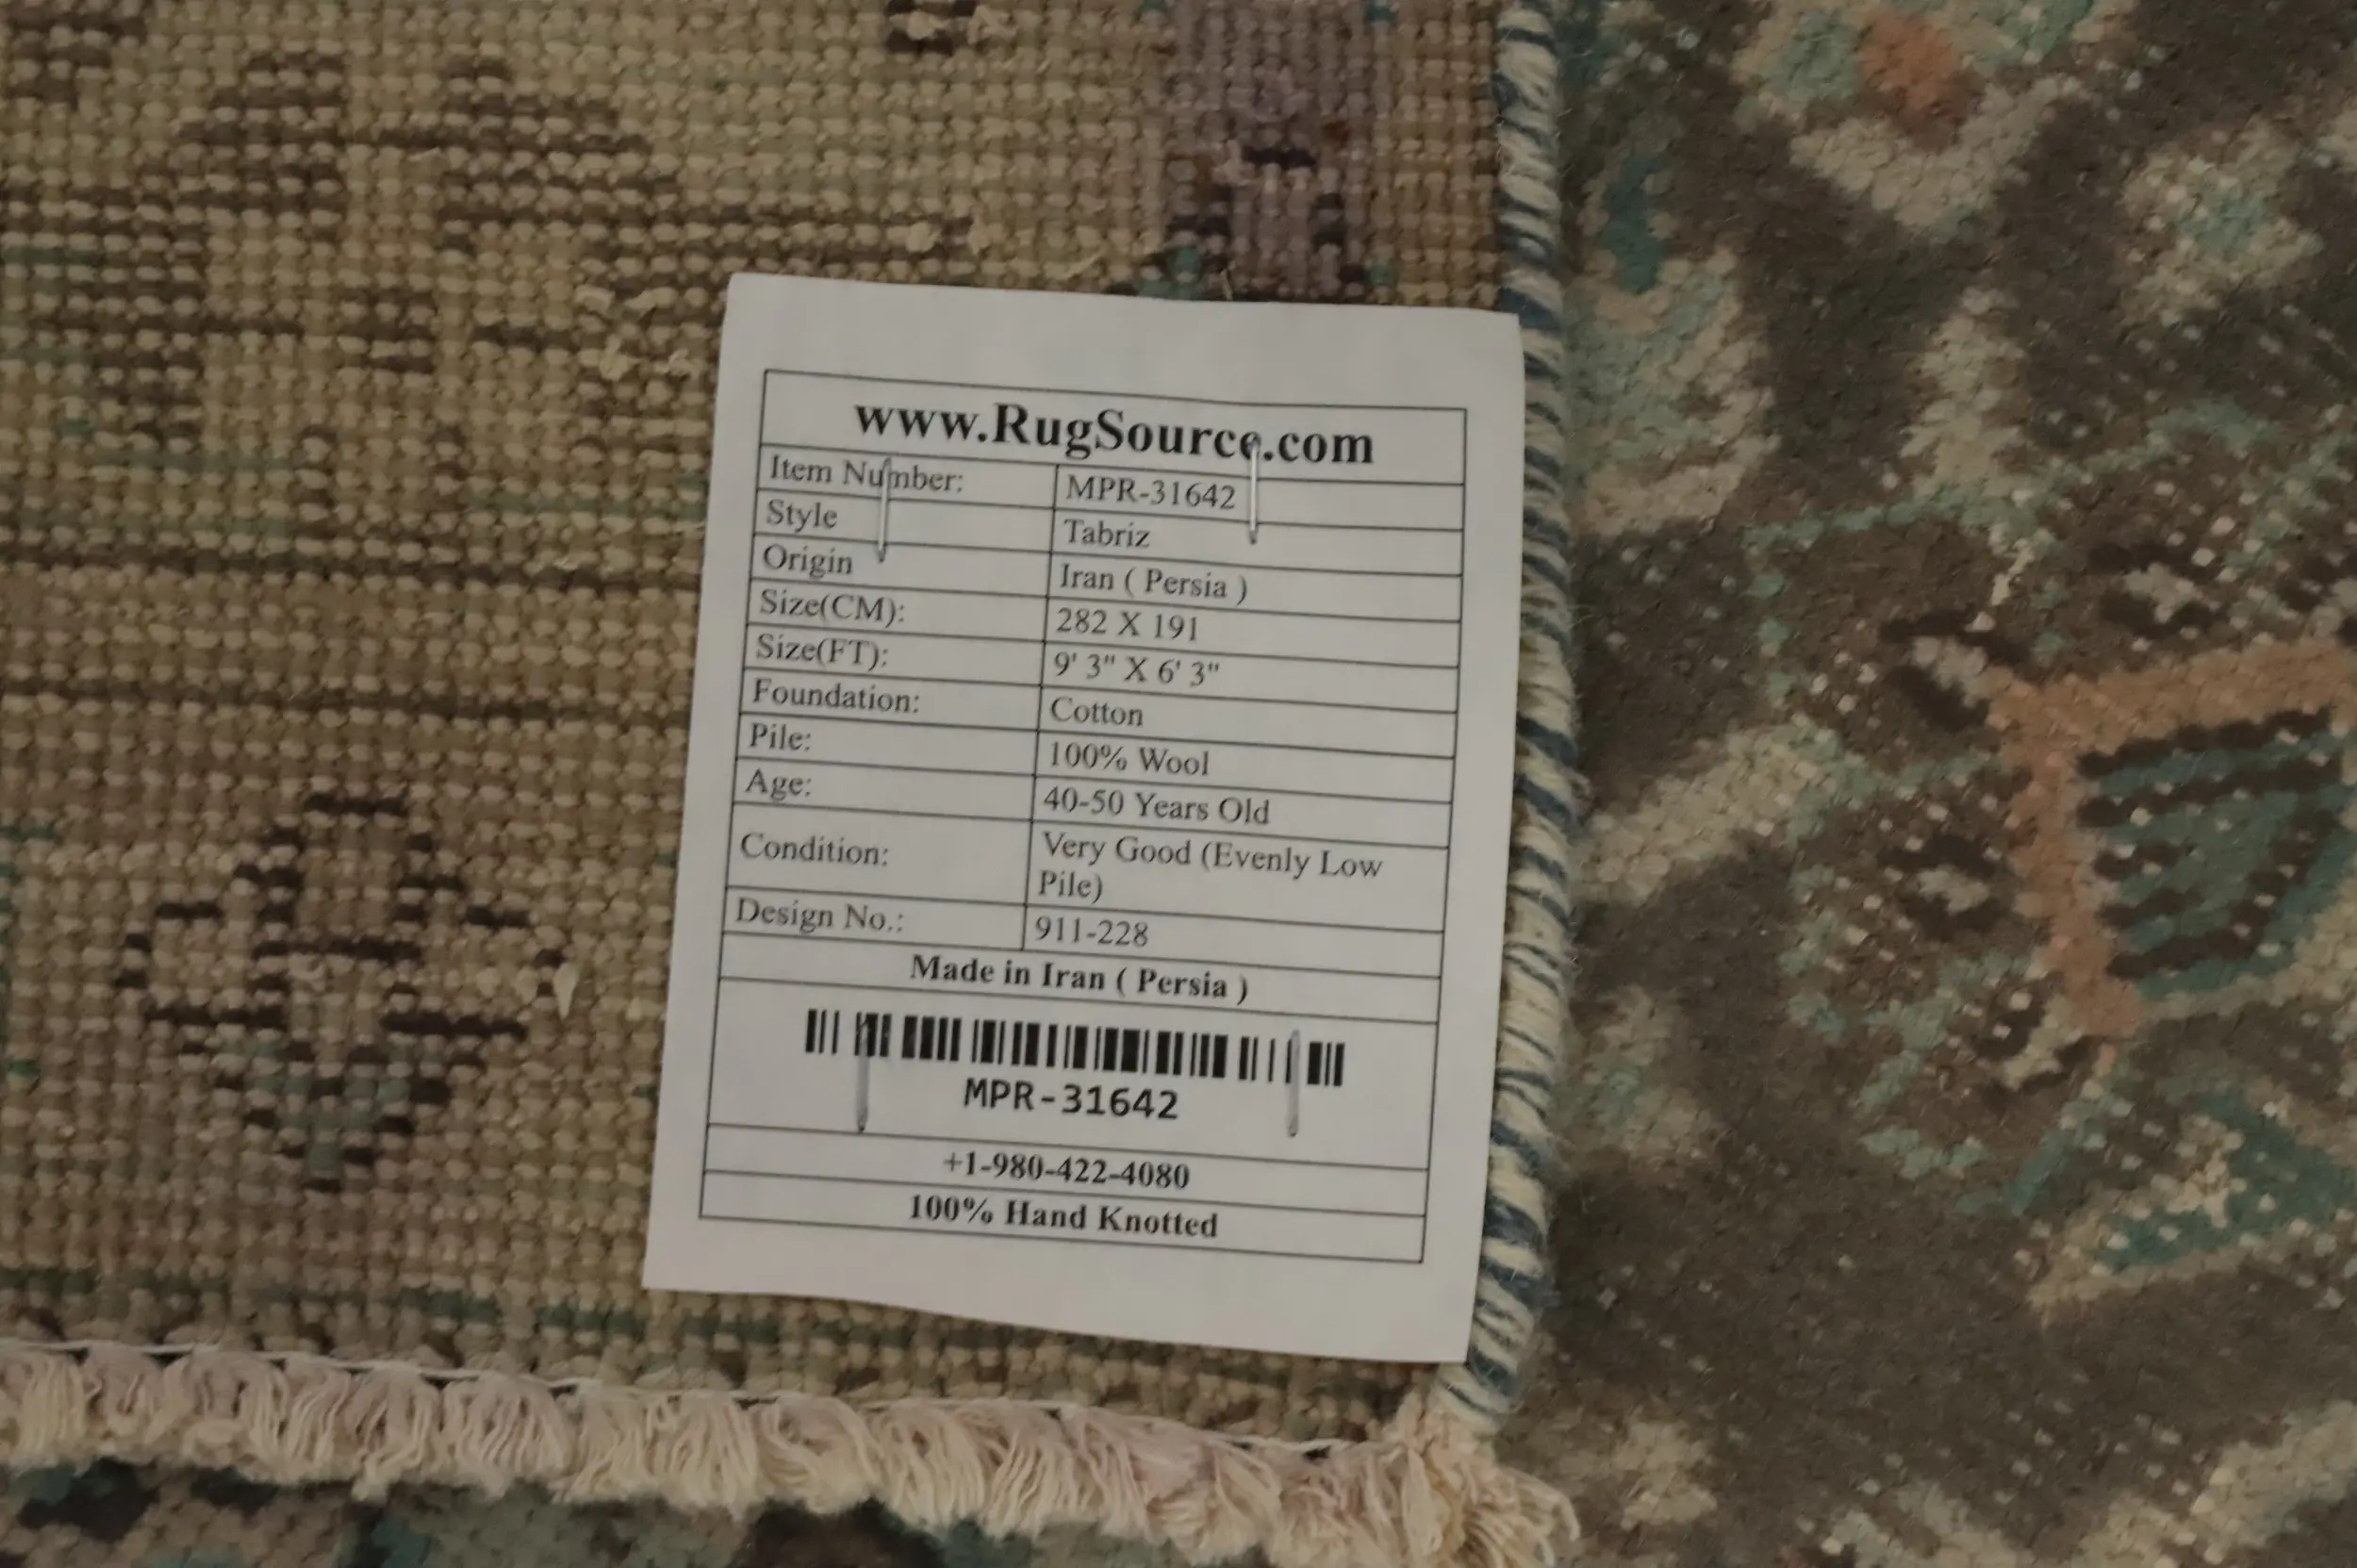 www.RugSource.com
Item Number: MPR-31642
Style Tabriz
Origin Iran ( Persia )
Size(CM): 282 X 191
Size(FT): 9' 3" X 6' 3"
Foundation: Cotton
Pile: 100% Wool
Age: 40-50 Years Old
Condition: Very Good (Evenly Low
Pile)
Design No.: 911-228
Made in Iran ( Persia )
MPR-31642
+1-980-422-4080
100% Hand Knotted